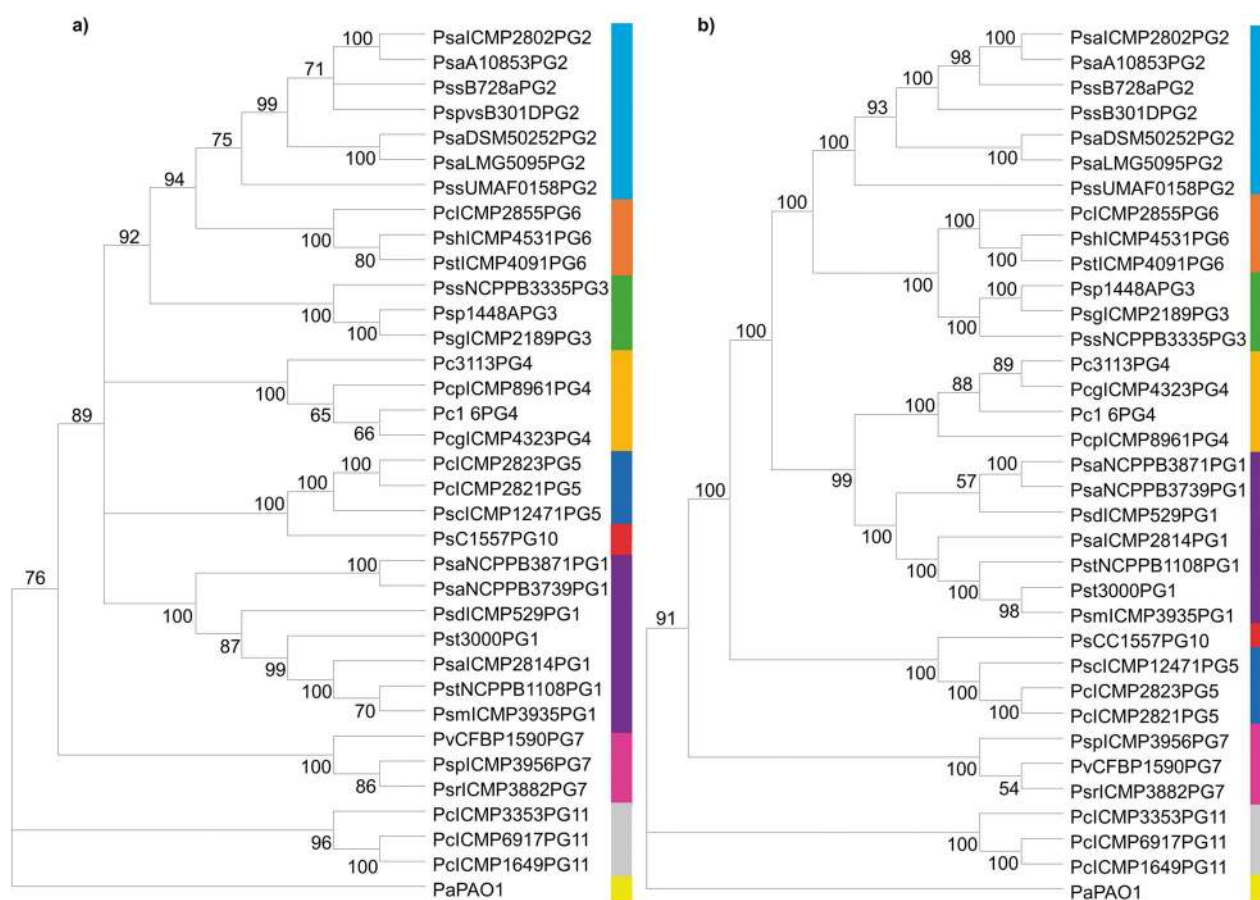 a)
100 PsaICMP2802PG2
PsaA10853PG2
71 PssB728aPG2
99 PspvsB301DPG2
75 PsaDSM50252PG2
100 PsaLMG5095PG2
94 PssUMAF0158PG2
PcICMP2855PG6
92 100 PshICMP4531PG6
80 PstICMP4091PG6
PssNCPPB3335PG3
100 Psp1448APG3
100 PsgICMP2189PG3
Pc3113PG4
100 PcpICMP8961PG4
89 65 Pc1 6PG4
66 PcgICMP4323PG4
100 PcICMP2823PG5
100 PcICMP2821PG5
100 PscICMP12471PG5
PsC1557PG10
100 PsaNCPPB3871PG1
76 PsaNCPPB3739PG1
100 PsdICMP529PG1
87 Pst3000PG1
99 PsaICMP2814PG1
100 PstNCPPB1108PG1
70 PsmICMP3935PG1
PvCFBP1590PG7
100 PspICMP3956PG7
86 PsrICMP3882PG7
PcICMP3353PG11
96 PcICMP6917PG11
100 PcICMP1649PG11
PaPAO1
b)
100 PsaICMP2802PG2
98 PsaA10853PG2
100 PssB728aPG2
93 PssB301DPG2
100 PsaDSM50252PG2
100 PsaLMG5095PG2
PssUMAF0158PG2
100 100 PcICMP2855PG6
PshICMP4531PG6
100 PstICMP4091PG6
100 100 Psp1448APG3
PsgICMP2189PG3
100 100 PssNCPPB3335PG3
89 Pc3113PG4
88 PcgICMP4323PG4
100 Pc1 6PG4
PcpICMP8961PG4
100 PsaNCPPB3871PG1
99 57 PsaNCPPB3739PG1
PsdICMP529PG1
100 100 PsaICMP2814PG1
100 PstNCPPB1108PG1
Pst3000PG1
91 98 PsmICMP3935PG1
PsCC1557PG10
100 PscICMP12471PG5
100 PcICMP2823PG5
100 PcICMP2821PG5
PspICMP3956PG7
100 PvCFBP1590PG7
54 PsrICMP3882PG7
PcICMP3353PG11
100 PcICMP6917PG11
100 PcICMP1649PG11
PaPAO1